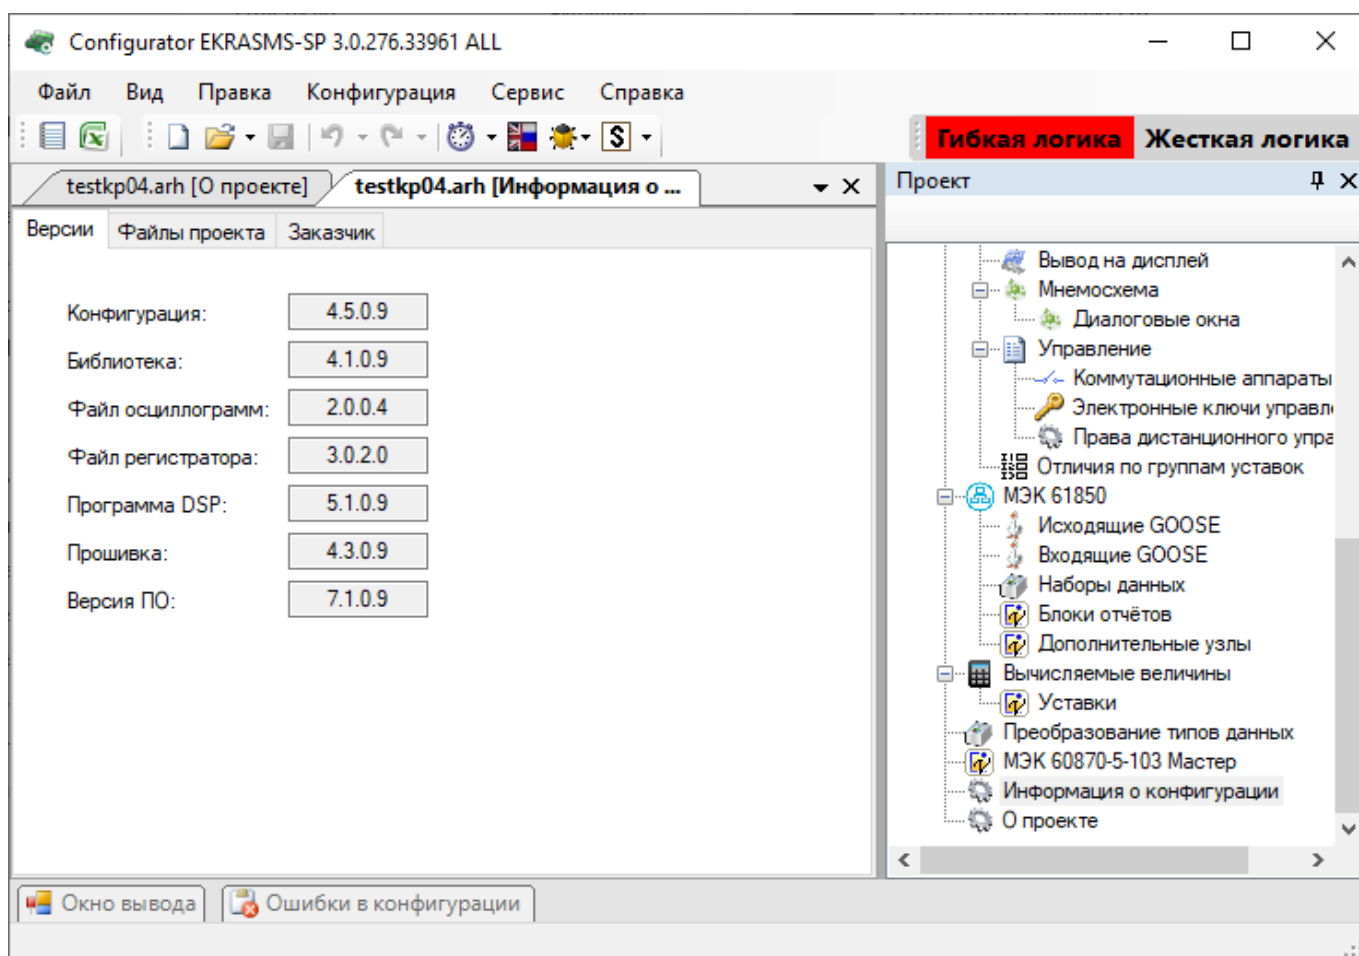 Configurator EKRASMS-SP 3.0.276.33961 ALL
Файл Вид Правка Конфигурация Сервис Справка
Гибкая логика Жесткая логика
testkp04.arh [О проекте] testkp04.arh [Информация о ...
Версии Файлы проекта Заказчик
Конфигурация: 4.5.0.9
Библиотека: 4.1.0.9
Файл осциллограмм: 2.0.0.4
Файл регистратора: 3.0.2.0
Программа DSP: 5.1.0.9
Прошивка: 4.3.0.9
Версия ПО: 7.1.0.9
Проект
Вывод на дисплей
Мнемосхема
Диалоговые окна
Управление
Коммутационные аппараты
Электронные ключи управл
Права дистанционного упра
Отличия по группам уставок
МЭК 61850
Исходящие GOOSE
Входящие GOOSE
Наборы данных
Блоки отчётов
Дополнительные узлы
Вычисляемые величины
Уставки
Преобразование типов данных
МЭК 60870-5-103 Мастер
Информация о конфигурации
О проекте
Окно вывода Ошибки в конфигурации